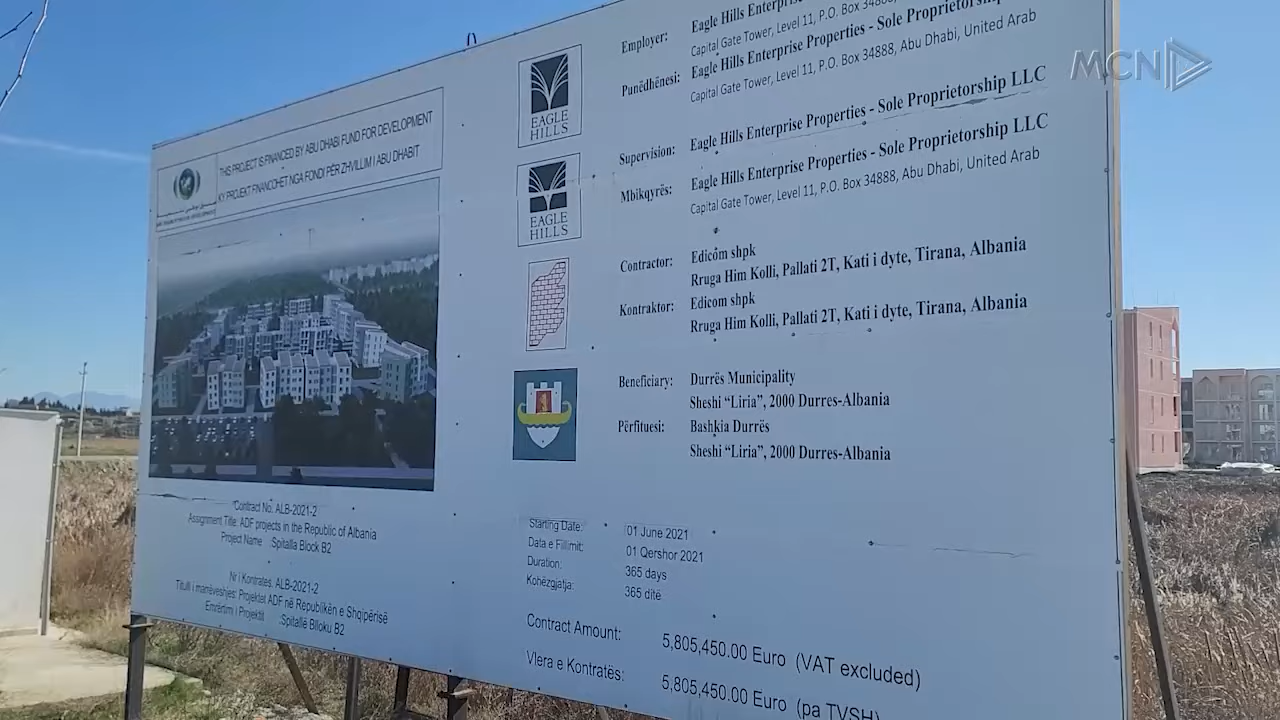 THIS PROJECT IS FINANCED BY ABU DHABI FUND FOR DEVELOPMENT
KY PROJEKT FINANCOHET NGA FONDI PËR ZHVILLIM I ABU DHABIT
Contract No. ALB-2021-2
Assignment Title: ADF projects in the Republic of Albania
Project Name :Spitalla Block B2
Nr i Kontrates. ALB-2021-2
Titulli i marrëveshjes: Projektet ADF në Republikën e Shqipërisë
Emërtimi i Projektit :Spitallë Blloku B2
EAGLE
HILLS
EAGLE
HILLS
Employer: Eagle Hills Enterprise
Capital Gate Tower, Level 11, P.O. Box 34888,
Punëdhënesi: Eagle Hills Enterprise Properties - Sole Proprietorship
Capital Gate Tower, Level 11, P.O. Box 34888, Abu Dhabi, United Arab
Supervision: Eagle Hills Enterprise Properties - Sole Proprietorship LLC
Mbikqyrës: Eagle Hills Enterprise Properties - Sole Proprietorship LLC
Capital Gate Tower, Level 11, P.O. Box 34888, Abu Dhabi, United Arab
Contractor: Edicom shpk
Rruga Him Kolli, Pallati 2T, Kati i dyte, Tirana, Albania
Kontraktor: Edicom shpk
Rruga Him Kolli, Pallati 2T, Kati i dyte, Tirana, Albania
Beneficiary: Durrës Municipality
Sheshi “Liria”, 2000 Durres-Albania
Përfituesi: Bashkia Durrës
Sheshi “Liria”, 2000 Durres-Albania
Starting Date: 01 June 2021
Data e Fillimit: 01 Qershor 2021
Duration: 365 days
Kohëzgjatja: 365 ditë
Contract Amount: 5,805,450.00 Euro (VAT excluded)
Vlera e Kontratës: 5,805,450.00 Euro (pa TVSH)
MCN